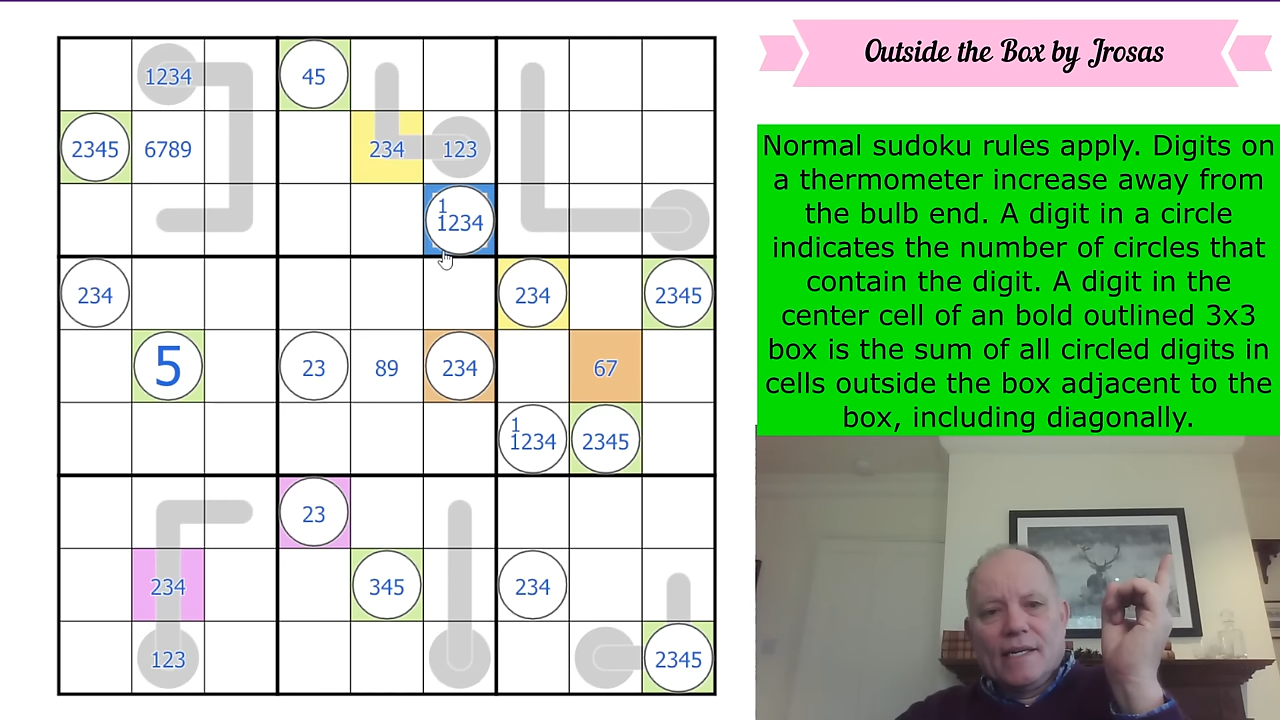 Outside the Box by Jrosas
1234 45
2345 6789 234 123
1
1234
234 234 2345
5 23 89 234 67
1
1234 2345
23
234 345 234
123 2345
Normal sudoku rules apply. Digits on
a thermometer increase away from
the bulb end. A digit in a circle
indicates the number of circles that
contain the digit. A digit in the
center cell of an bold outlined 3x3
box is the sum of all circled digits in
cells outside the box adjacent to the
box, including diagonally.